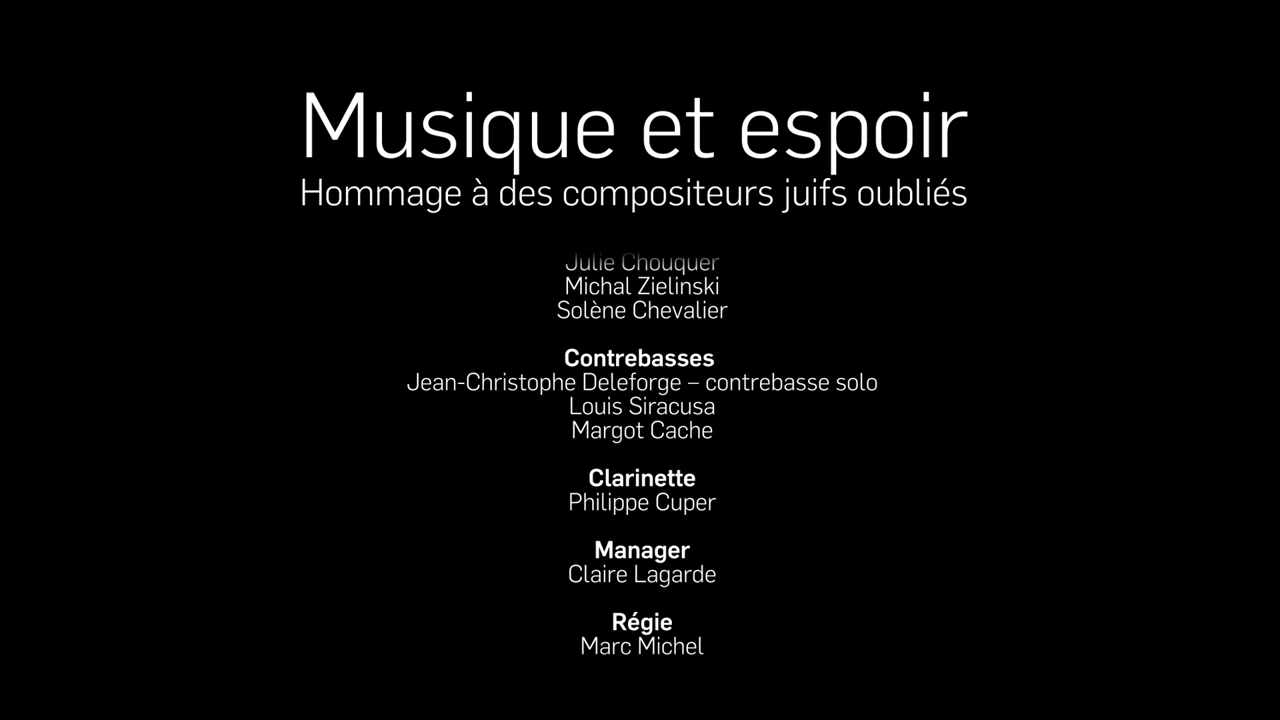 Musique et espoir
Hommage à des compositeurs juifs oubliés
Julie Chouquer
Michal Zielinski
Solène Chevalier
Contrebasses
Jean-Christophe Deleforge – contrebasse solo
Louis Siracusa
Margot Cache
Clarinette
Philippe Cuper
Manager
Claire Lagarde
Régie
Marc Michel